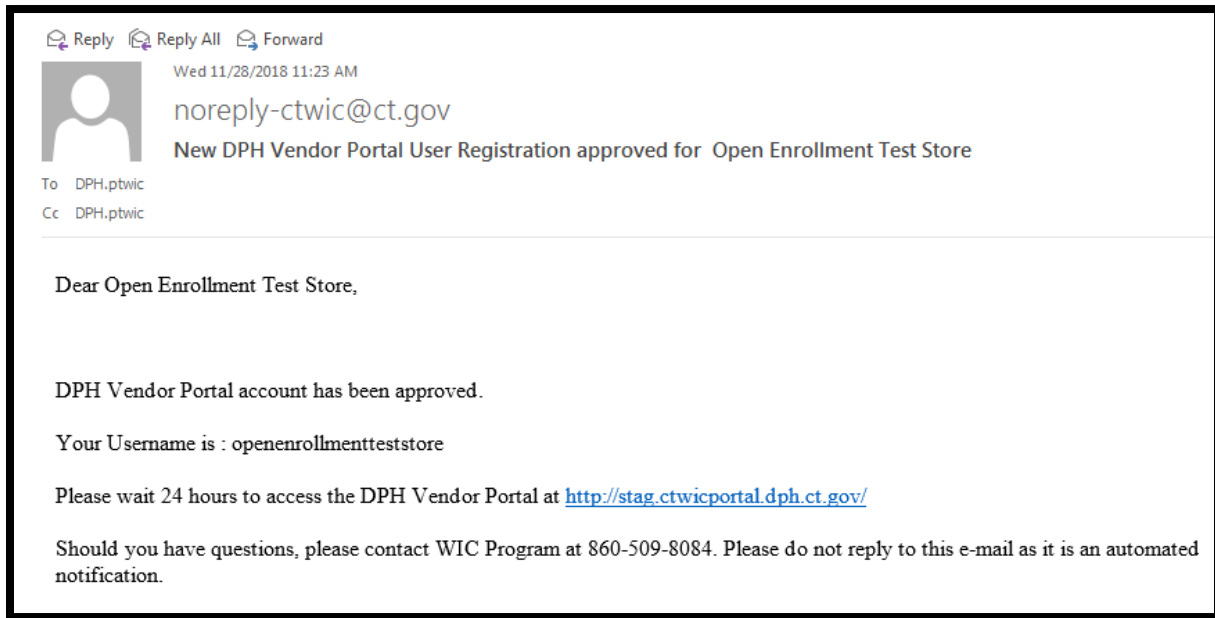 Reply Reply All Forward
Wed 11/28/2018 11:23 AM
noreply-ctwic@ct.gov
New DPH Vendor Portal User Registration approved for Open Enrollment Test Store
To DPH.ptwic
Cc DPH.ptwic
Dear Open Enrollment Test Store,
DPH Vendor Portal account has been approved.
Your Username is : openenrollmentteststore
Please wait 24 hours to access the DPH Vendor Portal at http://stag.ctwicportal.dph.ct.gov/
Should you have questions, please contact WIC Program at 860-509-8084. Please do not reply to this e-mail as it is an automated
notification.